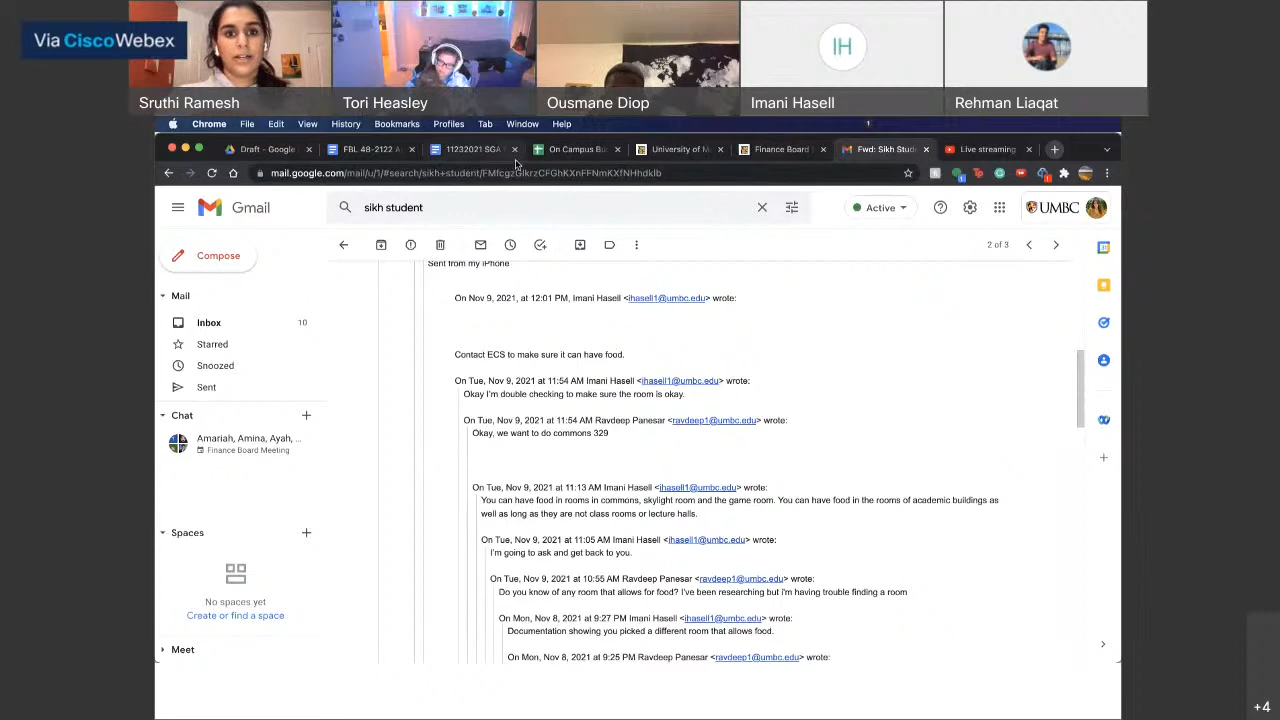 Via Cisco Webex
Sruthi Ramesh
Tori Heasley
Ousmane Diop
IH
Imani Hasell
Rehman Liaqat
Chrome File Edit View History Bookmarks Profiles Tab Window Help
1
Draft - Google
FBL 48-2122 A
11232021 SGA
On Campus Bu
University of M
Finance Board
Fwd: Sikh Stud
Live streaming
mail.google.com/mail/u/1/#search/sikh+student/
Gmail
sikh student
Active
UMBC
Compose
2 of 3
Sent from my iPhone
Mail
On Nov 9, 2021, at 12:01 PM, Imani Hasell <ihasell1@umbc.edu> wrote:
Inbox 10
Starred
Contact ECS to make sure it can have food.
Snoozed
On Tue, Nov 9, 2021 at 11:54 AM Imani Hasell <ihasell1@umbc.edu> wrote:
Sent
Okay I'm double checking to make sure the room is okay.
Chat
On Tue, Nov 9, 2021 at 11:54 AM Ravdeep Panesar <ravdeep1@umbc.edu> wrote:
Okay, we want to do commons 329
Amariah, Amina, Ayah, ...
Finance Board Meeting
On Tue, Nov 9, 2021 at 11:13 AM Imani Hasell <ihasell1@umbc.edu> wrote:
You can have food in rooms in commons, skylight room and the game room. You can have food in the rooms of academic buildings as
well as long as they are not class rooms or lecture halls.
Spaces
On Tue, Nov 9, 2021 at 11:05 AM Imani Hasell <ihasell1@umbc.edu> wrote:
I'm going to ask and get back to you.
On Tue, Nov 9, 2021 at 10:55 AM Ravdeep Panesar <ravdeep1@umbc.edu> wrote:
Do you know of any room that allows for food? I've been researching but i'm having trouble finding a room
No spaces yet
Create or find a space
On Mon, Nov 8, 2021 at 9:27 PM Imani Hasell <ihasell1@umbc.edu> wrote:
Documentation showing you picked a different room that allows food.
Meet
On Mon, Nov 8, 2021 at 9:25 PM Ravdeep Panesar <ravdeep1@umbc.edu> wrote:
+4